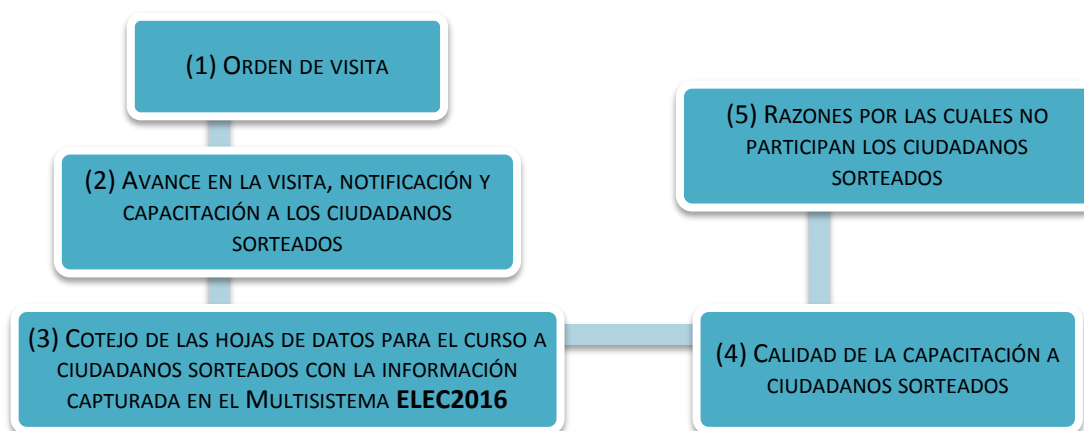 (1) ORDEN DE VISITA
(2) AVANCE EN LA VISITA, NOTIFICACIÓN Y
CAPACITACIÓN A LOS CIUDADANOS
SORTEADOS
(3) COTEJO DE LAS HOJAS DE DATOS PARA EL CURSO A
CIUDADANOS SORTEADOS CON LA INFORMACIÓN
CAPTURADA EN EL MULTISISTEMA ELEC2016
(4) CALIDAD DE LA CAPACITACIÓN A
CIUDADANOS SORTEADOS
(5) RAZONES POR LAS CUALES NO
PARTICIPAN LOS CIUDADANOS
SORTEADOS